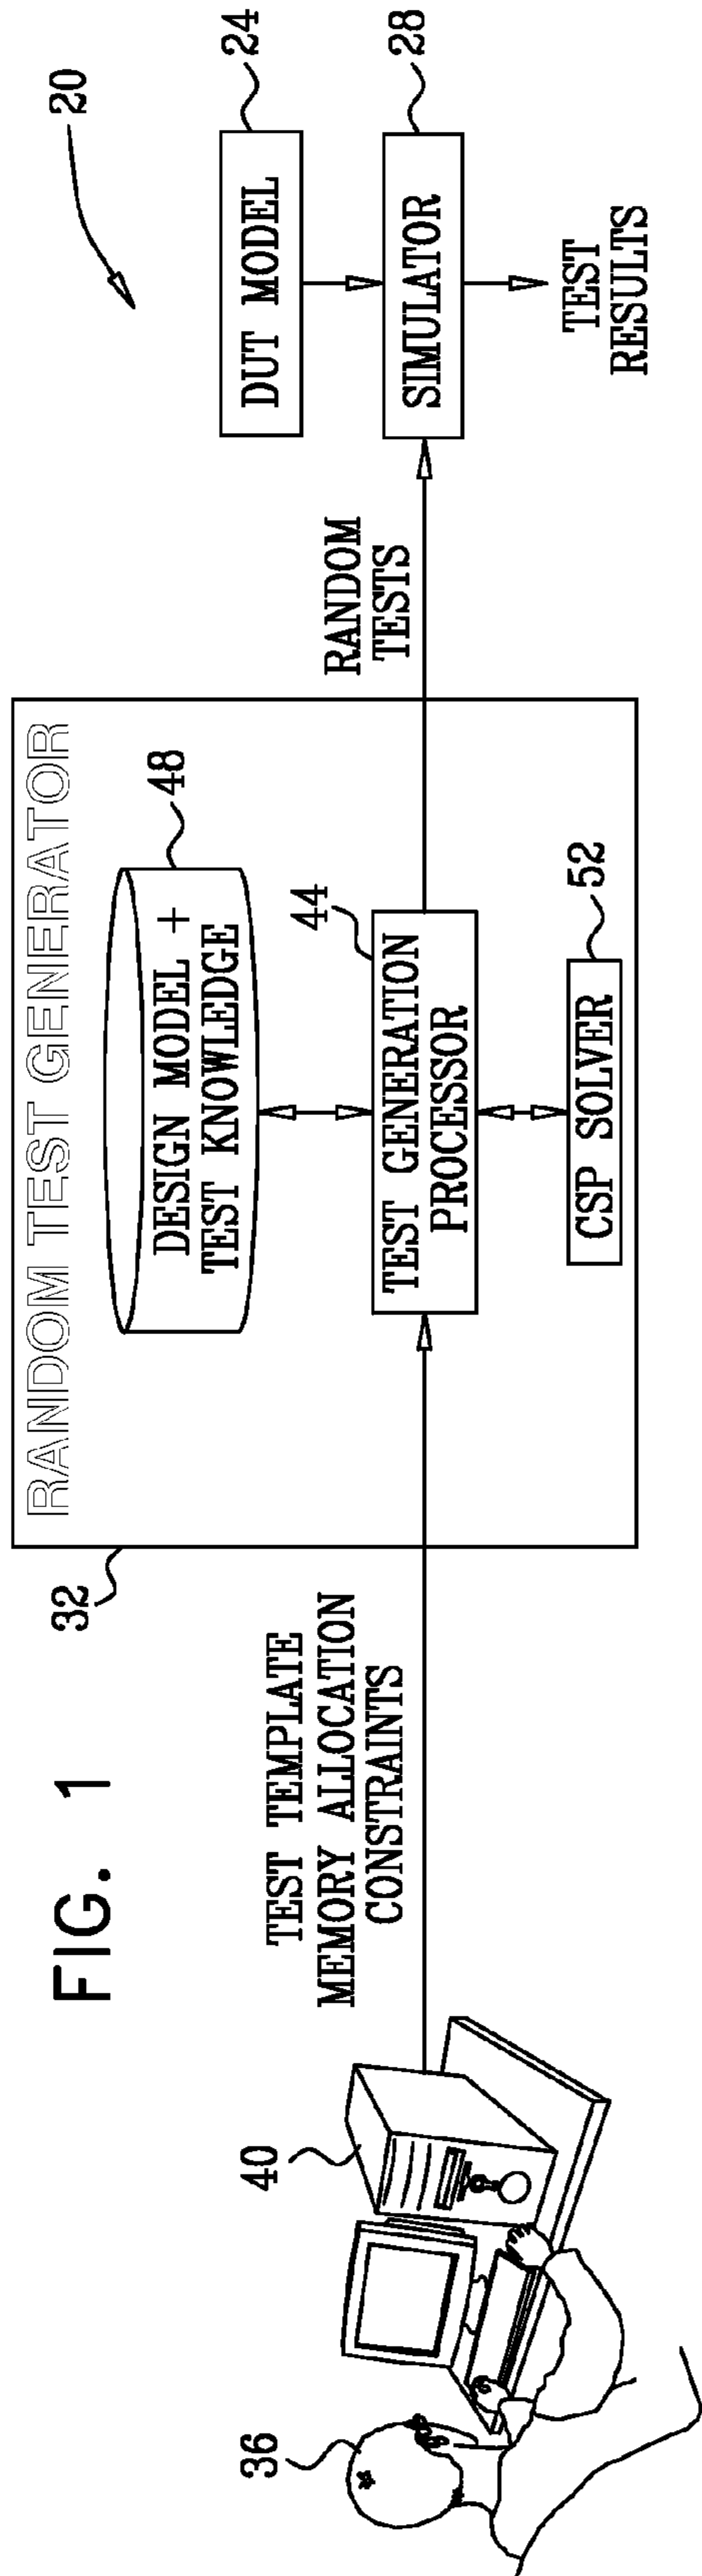 FIG. 1
20
32
RANDOM TEST GENERATOR
36
40
TEST TEMPLATE
MEMORY ALLOCATION
CONSTRAINTS
DESIGN MODEL +
TEST KNOWLEDGE
48
44
TEST GENERATION
PROCESSOR
CSP SOLVER
52
RANDOM
TESTS
DUT MODEL
24
SIMULATOR
28
TEST
RESULTS